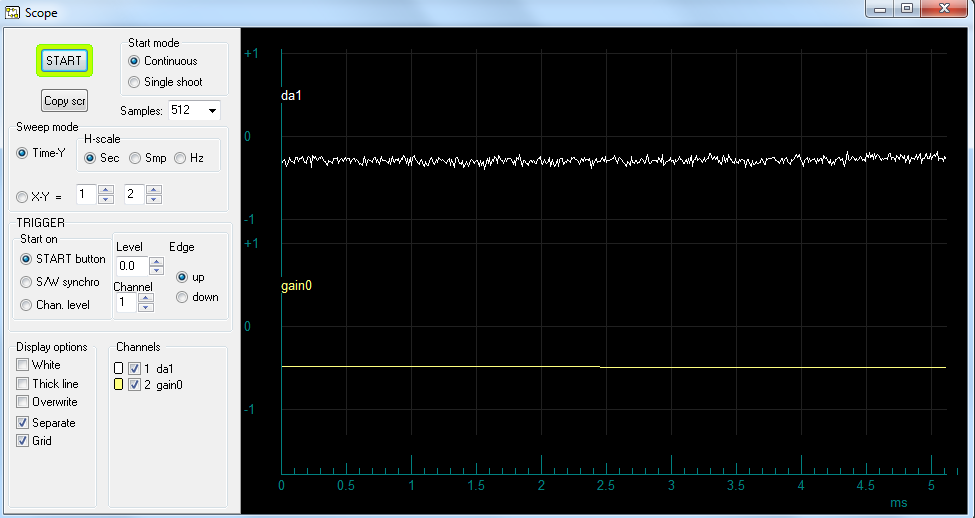 Scope
START
Copy scr
Start mode
Continuous
Single shoot
Samples: 512
Sweep mode
Time-Y
H-scale
Sec Smp Hz
X-Y = 1 2
TRIGGER
Start on
START button
S/W synchro
Chan. level
Level
0.0
Channel
1
Edge
up
down
Display options
White
Thick line
Overwrite
Separate
Grid
Channels
1 da1
2 gain0
+1
da1
0
-1
+1
gain0
0
-1
0 0.5 1 1.5 2 2.5 3 3.5 4 4.5 5
ms